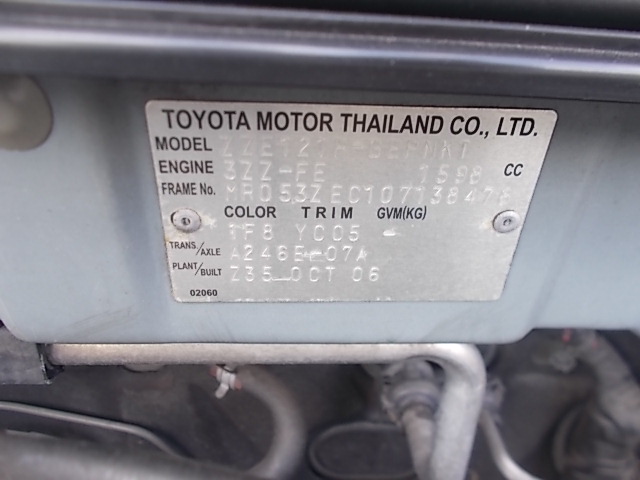 TOYOTA MOTOR THAILAND CO., LTD.
MODEL
ENGINE 3ZZ-FE 1598 CC
FRAME No.
COLOR TRIM GVM(KG)
1F8 YC05 -
TRANS./AXLE A246E-07A
PLANT/BUILT Z35 OCT 06
02060